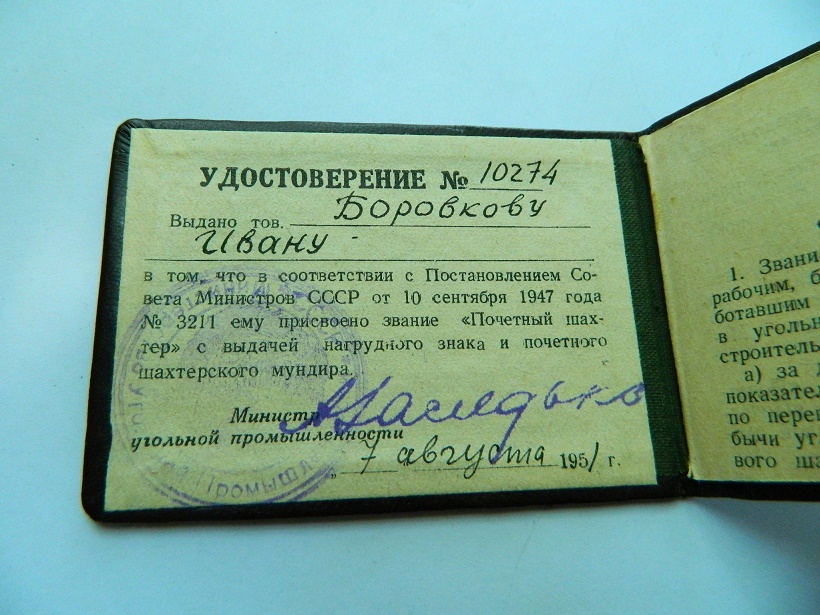 УДОСТОВЕРЕНИЕ № 10274
Выдано тов. Боровкову
Ивану
в том, что в соответствии с Постановлением Со-
вета Министров СССР от 10 сентября 1947 года
№ 3211 ему присвоено звание «Почетный шах-
тер» с выдачей нагрудного знака и почетного
шахтерского мундира.
Министр
угольной промышленности
„ 7 августа 1951 г.
1. Звани
рабочим, б
ботавшим
в уголь
строитель
а) за
показател
по пере
бычи уг
вого ша